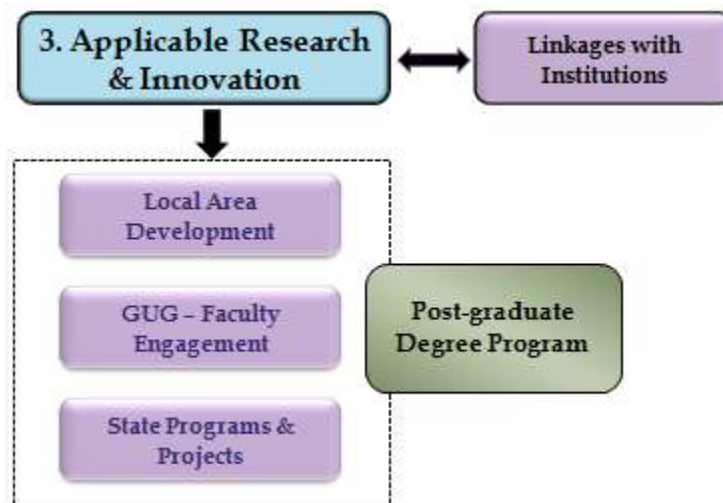 3. Applicable Research
& Innovation
Linkages with
Institutions
Local Area
Development
GUG – Faculty
Engagement
State Programs &
Projects
Post-graduate
Degree Program